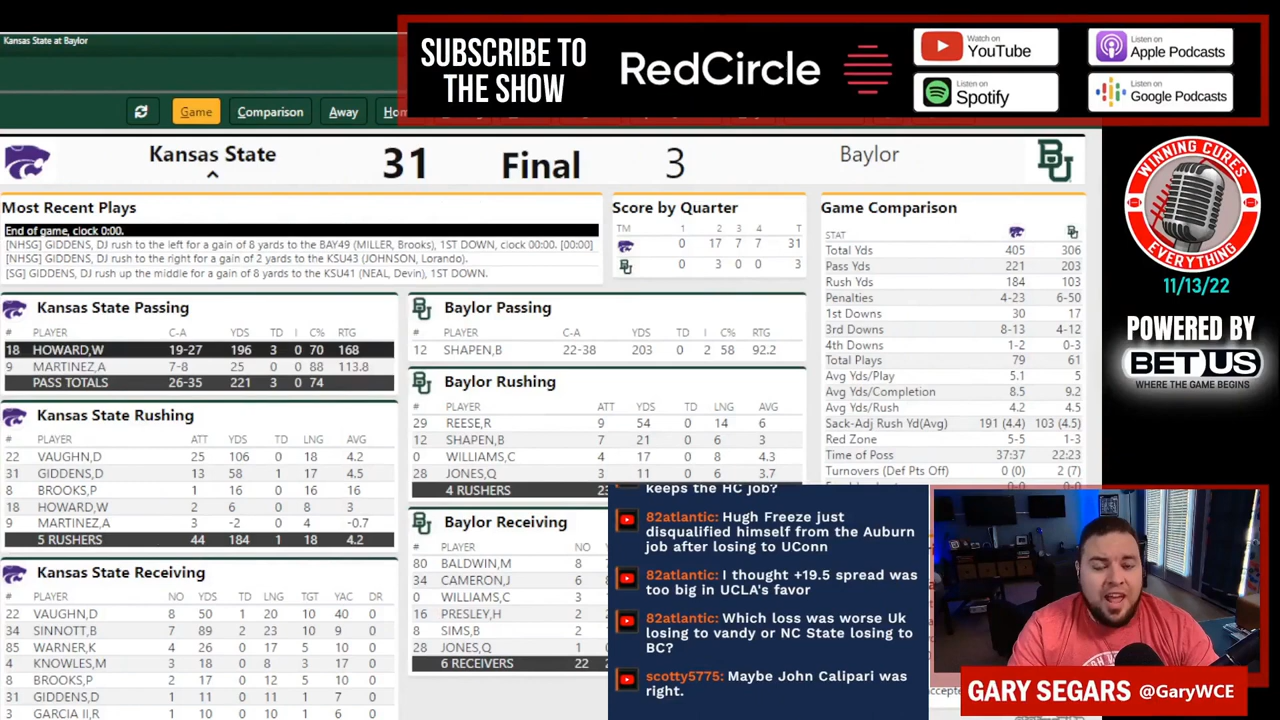 Kansas State at Baylor
SUBSCRIBE TO
THE SHOW
RedCircle
Watch on
YouTube
Listen on
Spotify
Listen on
Apple Podcasts
Listen on
Google Podcasts
Game Comparison Away
Kansas State 31 Final 3 Baylor
BU
Most Recent Plays
End of game, clock 0:00.
[NHSG] GIDDENS, DJ rush to the left for a gain of 8 yards to the BAY49 (MILLER, Brooks), 1ST DOWN, clock 00:00. [00:00]
[NHSG] GIDDENS, DJ rush to the right for a gain of 2 yards to the KSU43 (JOHNSON, Lorando).
[SG] GIDDENS, DJ rush up the middle for a gain of 8 yards to the KSU41 (NEAL, Devin), 1ST DOWN.
Score by Quarter
TM 1 2 3 4 T
0 17 7 7 31
0 3 0 0 3
Game Comparison
STAT
Total Yds 405 306
Pass Yds 221 203
Rush Yds 184 103
Penalties 4-23 6-50
1st Downs 30 17
3rd Downs 8-13 4-12
4th Downs 1-2 0-3
Total Plays 79 61
Avg Yds/Play 5.1 5
Avg Yds/Completion 8.5 9.2
Avg Yds/Rush 4.2 4.5
Sack-Adj Rush Yd(Avg) 191 (4.4) 103 (4.5)
Red Zone 5-5 1-3
Time of Poss 37:37 22:23
Turnovers (Def Pts Off) 0 (0) 2 (7)
Kansas State Passing
# PLAYER C-A YDS TD I C% RTG
18 HOWARD,W 19-27 196 3 0 70 168
9 MARTINEZ,A 7-8 25 0 0 88 113.8
PASS TOTALS 26-35 221 3 0 74
Kansas State Rushing
# PLAYER ATT YDS TD LNG AVG
22 VAUGHN,D 25 106 0 18 4.2
31 GIDDENS,D 13 58 1 17 4.5
8 BROOKS,P 1 16 0 16 16
18 HOWARD,W 2 6 0 8 3
9 MARTINEZ,A 3 -2 0 4 -0.7
5 RUSHERS 44 184 1 18 4.2
Kansas State Receiving
# PLAYER NO YDS TD LNG TGT YAC DR
22 VAUGHN,D 8 50 1 20 10 40 0
34 SINNOTT,B 7 89 2 23 10 9 0
85 WARNER,K 4 26 0 17 5 10 0
4 KNOWLES,M 3 18 0 8 3 17 0
8 BROOKS,P 2 17 0 12 5 10 0
31 GIDDENS,D 1 11 0 11 1 7 0
3 GARCIA II,R 1 10 0 10 1 6 0
Baylor Passing
# PLAYER C-A YDS TD I C% RTG
12 SHAPEN,B 22-38 203 0 2 58 92.2
Baylor Rushing
# PLAYER ATT YDS TD LNG AVG
29 REESE,R 9 54 0 14 6
12 SHAPEN,B 7 21 0 6 3
0 WILLIAMS,C 4 17 0 8 4.3
28 JONES,Q 3 11 0 6 3.7
4 RUSHERS
Baylor Receiving
# PLAYER NO
80 BALDWIN,M 8
34 CAMERON,J 6
0 WILLIAMS,C 3
16 PRESLEY,H 2
8 SIMS,B 2
28 JONES,Q 1
6 RECEIVERS 22
keeps the HC job?
82atlantic: Hugh Freeze just
disqualified himself from the Auburn
job after losing to UConn
82atlantic: I thought +19.5 spread was
too big in UCLA's favor
82atlantic: Which loss was worse Uk
losing to vandy or NC State losing to
BC?
scotty5775: Maybe John Calipari was
right.
WINNING CURES
EVERYTHING
11/13/22
POWERED BY
BETUS
WHERE THE GAME BEGINS
GARY SEGARS @GaryWCE